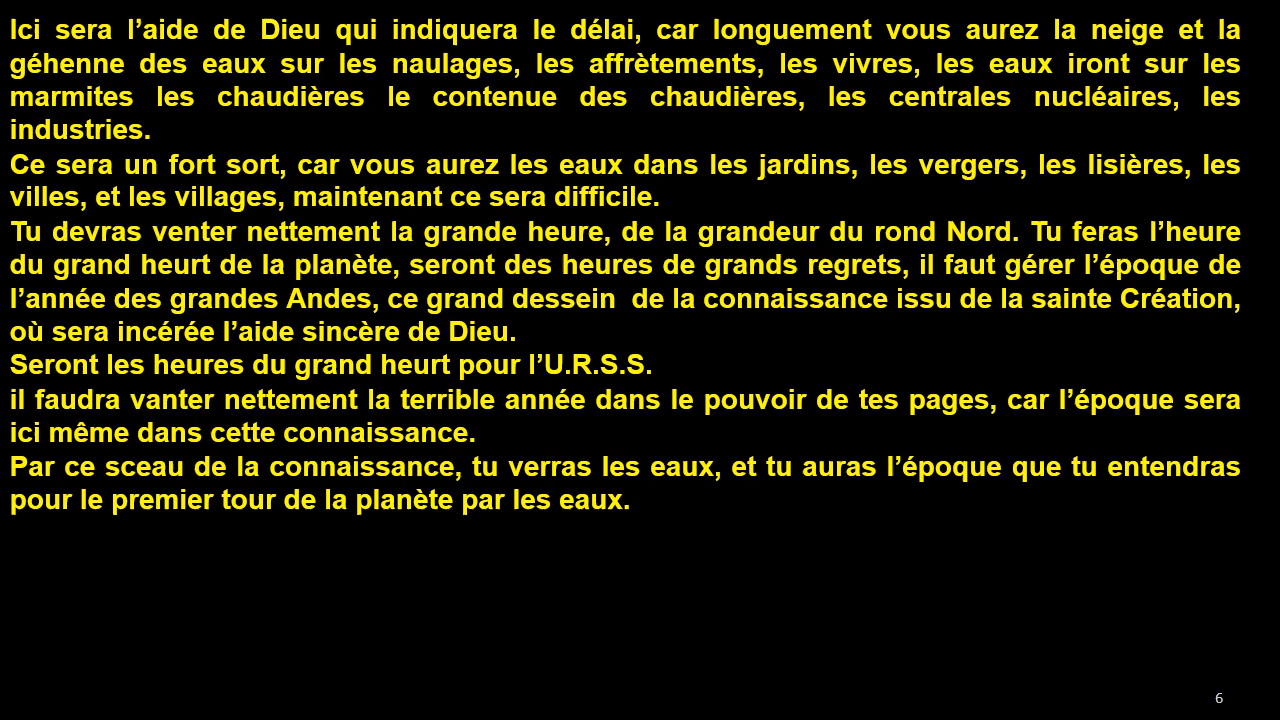 Ici sera l’aide de Dieu qui indiquera le délai, car longuement vous aurez la neige et la
géhenne des eaux sur les naulages, les affrètements, les vivres, les eaux iront sur les
marmites les chaudières le contenue des chaudières, les centrales nucléaires, les
industries.
Ce sera un fort sort, car vous aurez les eaux dans les jardins, les vergers, les lisières, les
villes, et les villages, maintenant ce sera difficile.
Tu devras venter nettement la grande heure, de la grandeur du rond Nord. Tu feras l’heure
du grand heurt de la planète, seront des heures de grands regrets, il faut gérer l’époque de
l’année des grandes Andes, ce grand dessein  de la connaissance issu de la sainte Création,
où sera incérée l’aide sincère de Dieu.
Seront les heures du grand heurt pour l’U.R.S.S.
il faudra vanter nettement la terrible année dans le pouvoir de tes pages, car l’époque sera
ici même dans cette connaissance.
Par ce sceau de la connaissance, tu verras les eaux, et tu auras l’époque que tu entendras
pour le premier tour de la planète par les eaux.
6